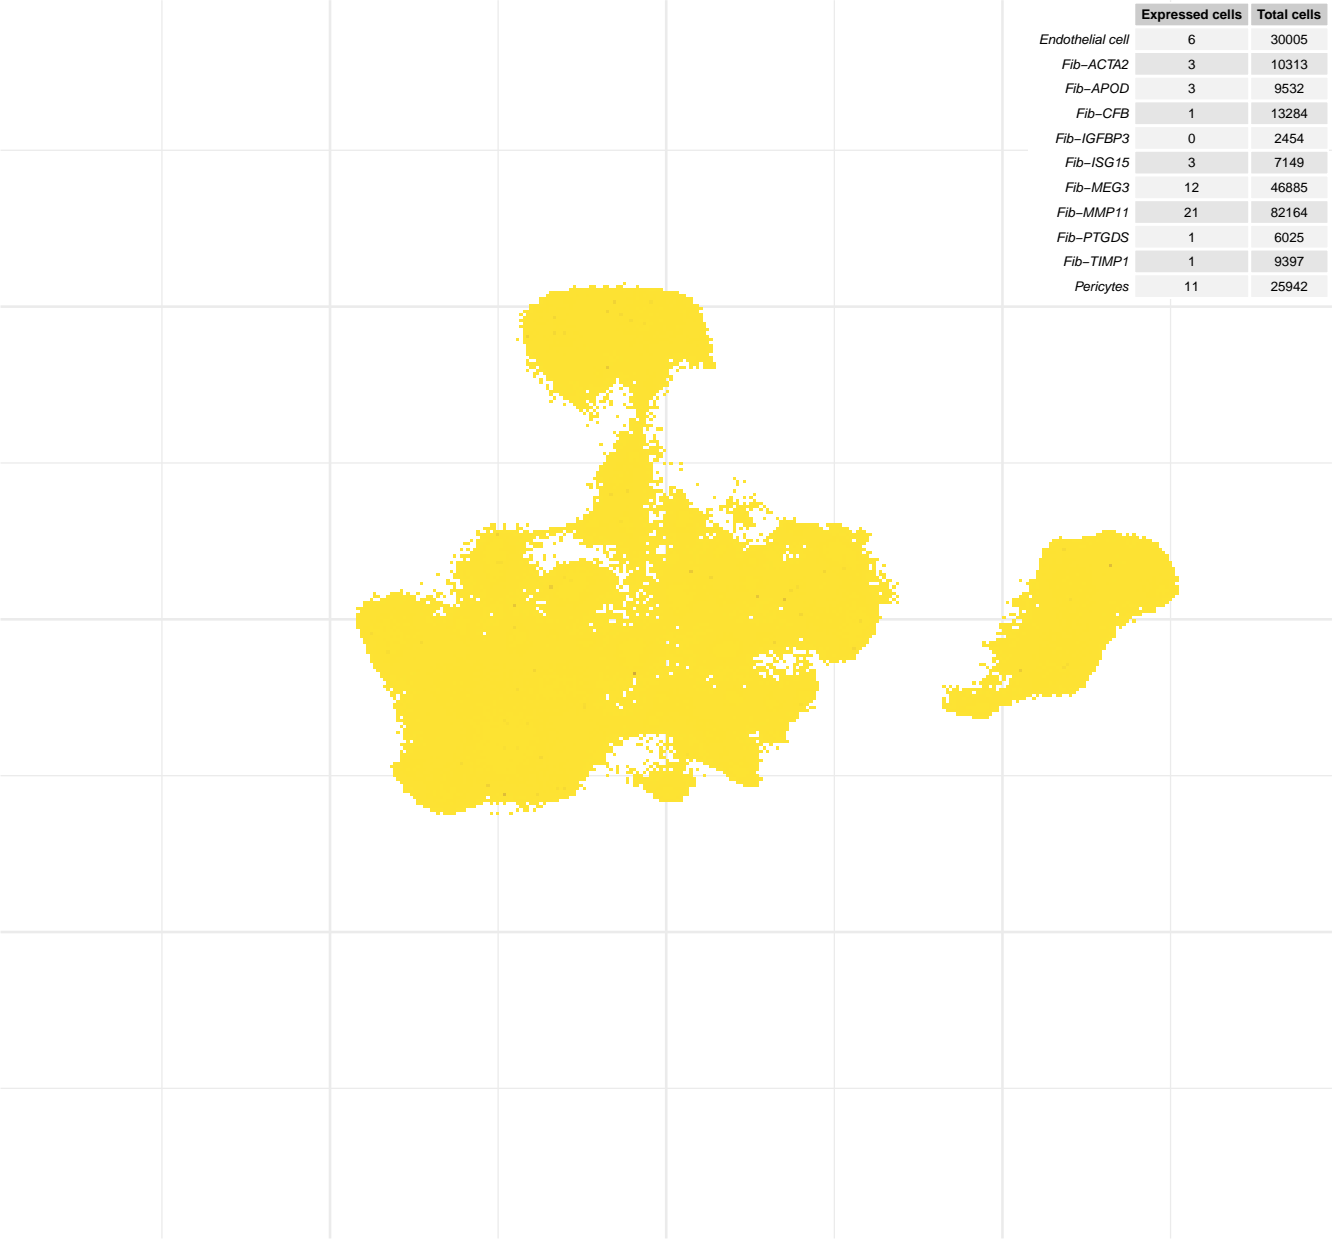 Expressed cells Total cells
Endothelial cell 6 30005
Fib−ACTA2 3 10313
Fib−APOD 3 9532
Fib−CFB 1 13284
Fib−IGFBP3 0 2454
Fib−ISG15 3 7149
Fib−MEG3 12 46885
Fib−MMP11 21 82164
Fib−PTGDS 1 6025
Fib−TIMP1 1 9397
Pericytes 11 25942